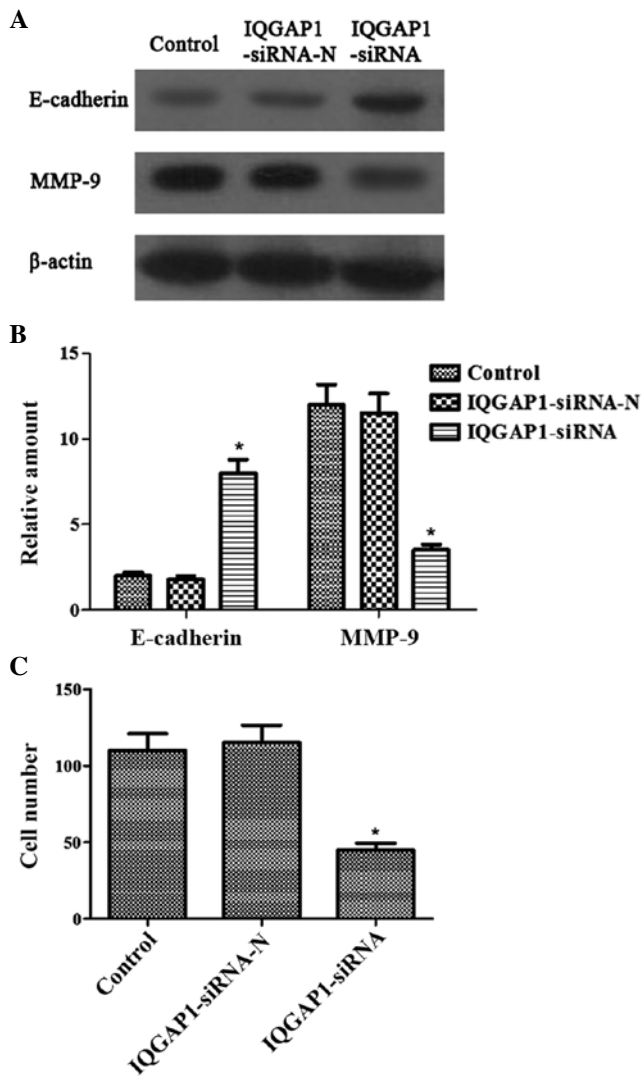 A
Control
IQGAP1
-siRNA-N
IQGAP1
-siRNA
E-cadherin
MMP-9
β-actin
B
15
10
5
0
Relative amount
*
*
Control
IQGAP1-siRNA-N
IQGAP1-siRNA
E-cadherin
MMP-9
C
150
100
50
0
Cell number
*
Control
IQGAP1-siRNA-N
IQGAP1-siRNA